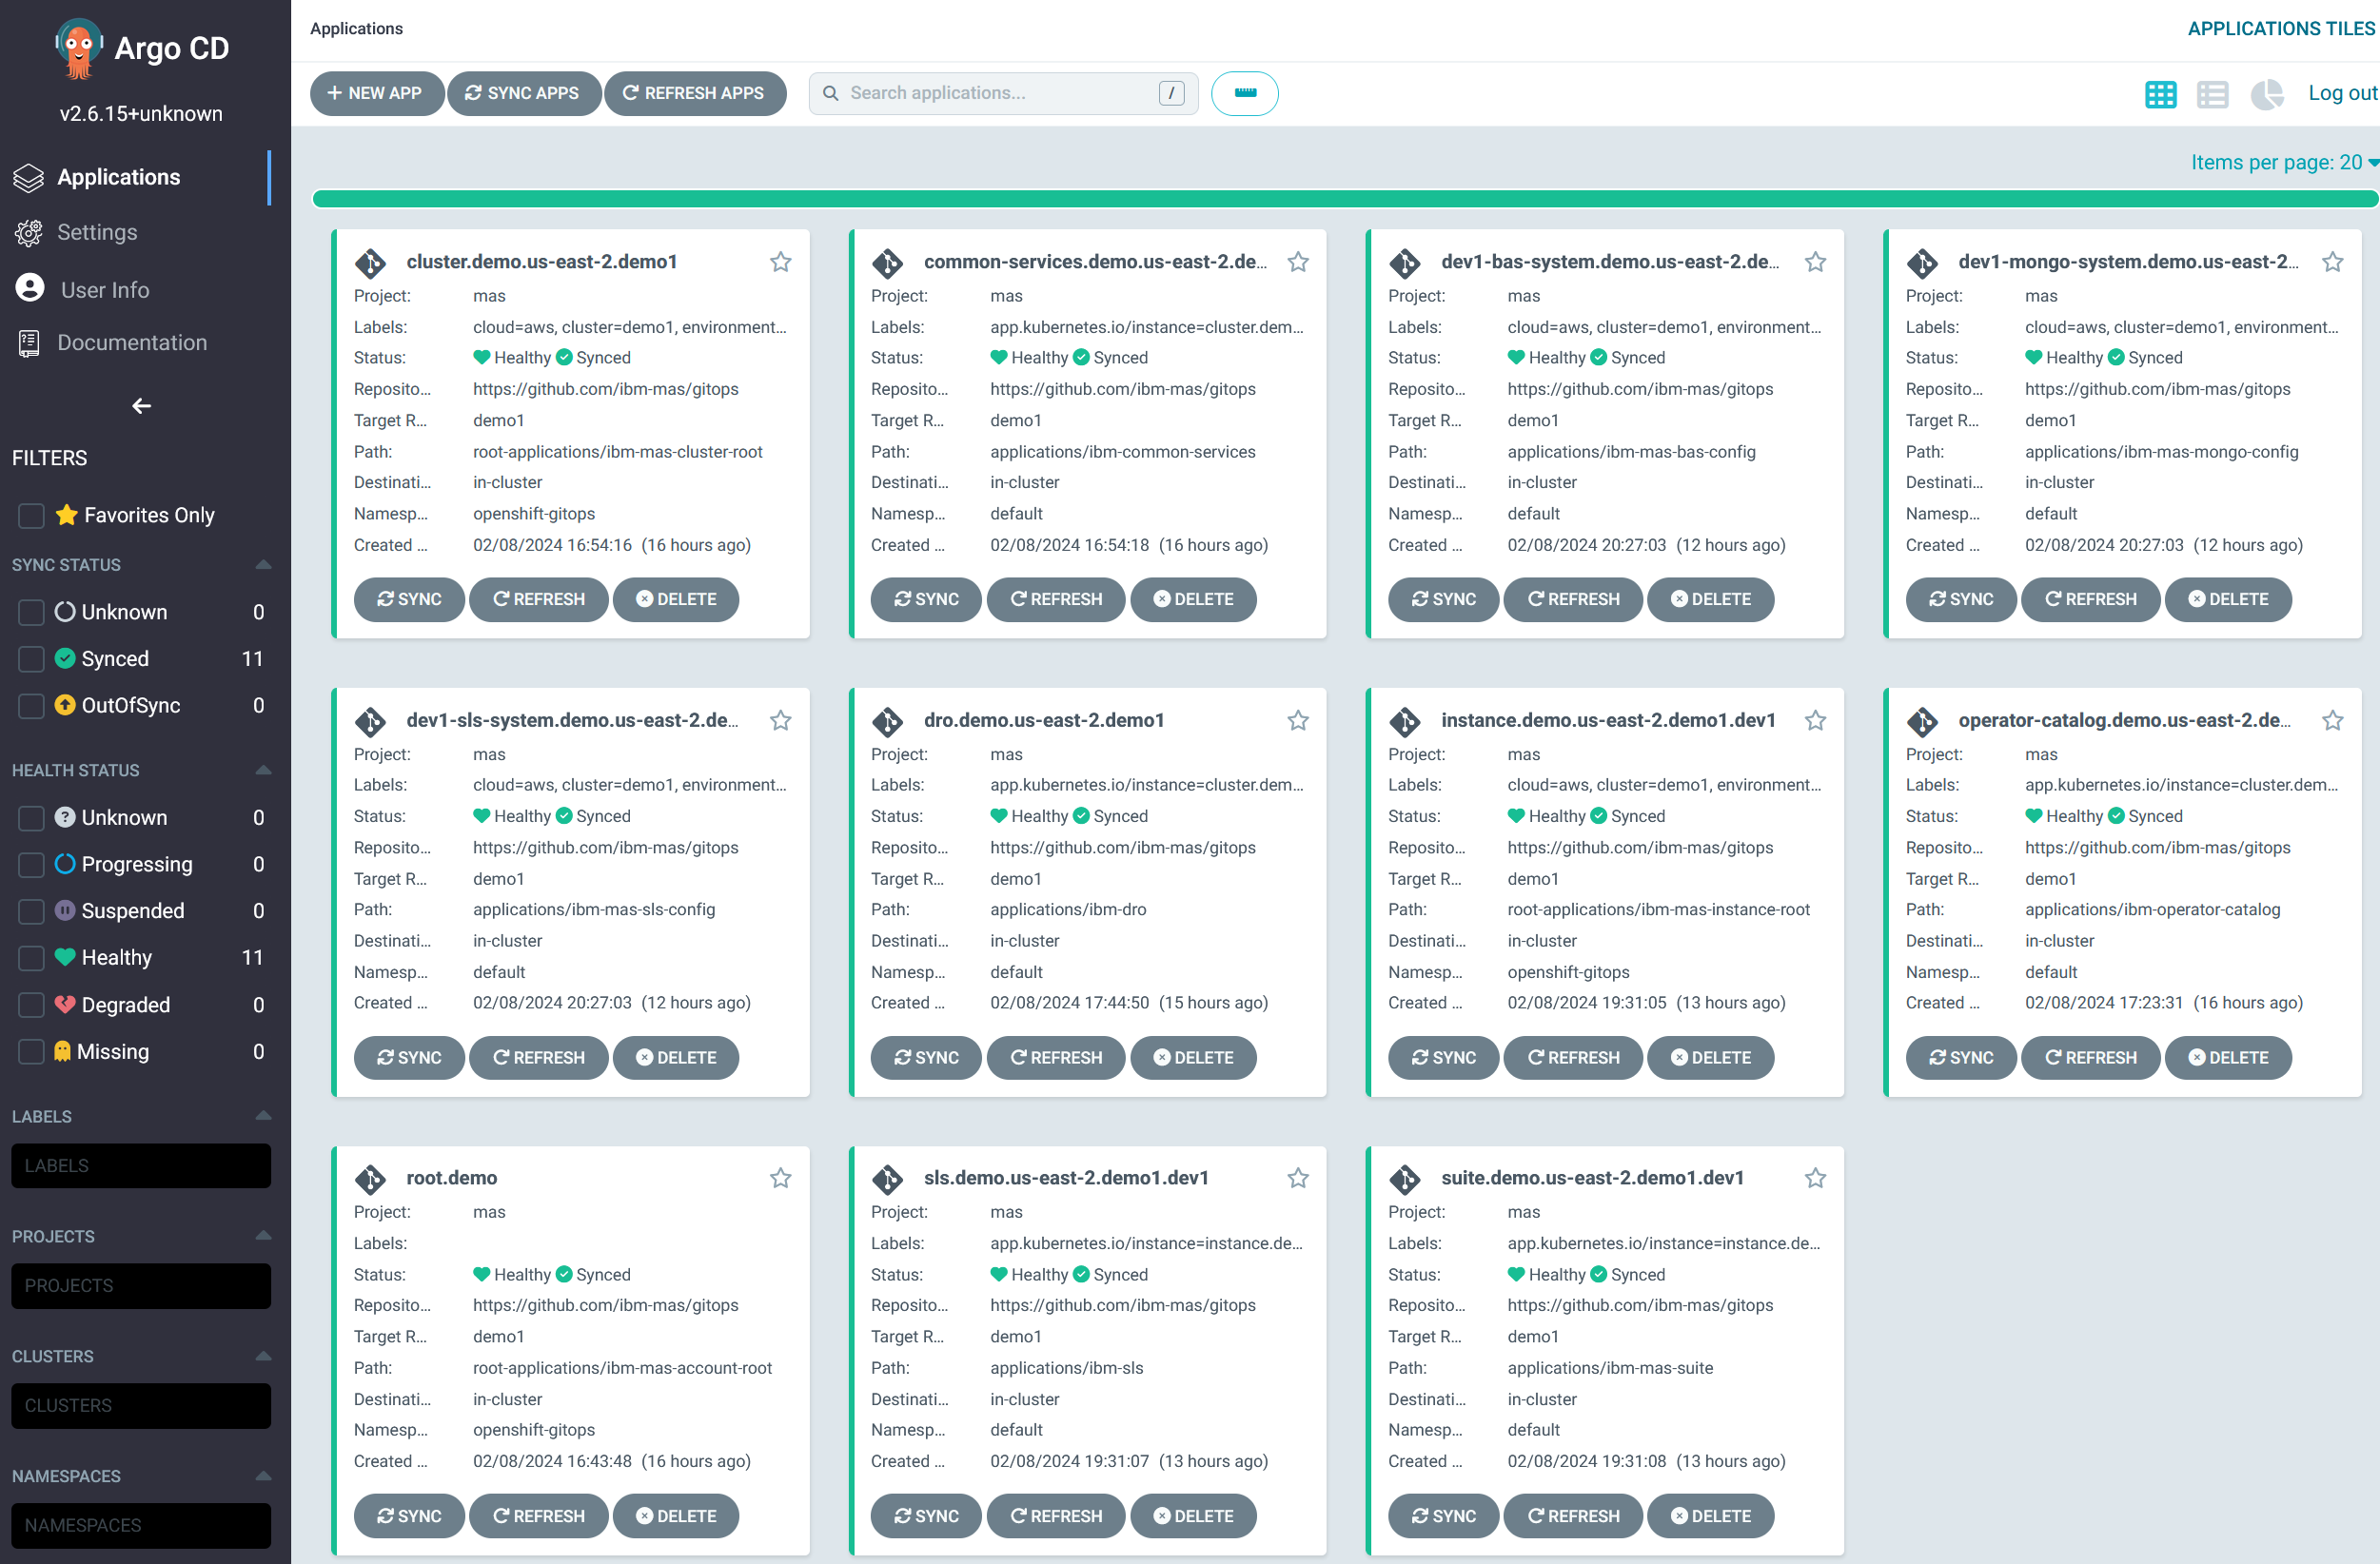 Argo CD
v2.6.15+unknown
Applications
Settings
User Info
Documentation
FILTERS
Favorites Only
SYNC STATUS
Unknown 0
Synced 11
OutOfSync 0
HEALTH STATUS
Unknown 0
Progressing 0
Suspended 0
Healthy 11
Degraded 0
Missing 0
LABELS
LABELS
PROJECTS
PROJECTS
CLUSTERS
CLUSTERS
NAMESPACES
NAMESPACES
Applications
APPLICATIONS TILES
NEW APP SYNC APPS REFRESH APPS Search applications... / Log out
Items per page: 20
cluster.demo.us-east-2.demo1
Project: mas
Labels: cloud=aws, cluster=demo1, environment...
Status: Healthy Synced
Reposito... https://github.com/ibm-mas/gitops
Target R... demo1
Path: root-applications/ibm-mas-cluster-root
Destinati... in-cluster
Namesp... openshift-gitops
Created ... 02/08/2024 16:54:16 (16 hours ago)
SYNC REFRESH DELETE
common-services.demo.us-east-2.de...
Project: mas
Labels: app.kubernetes.io/instance=cluster.dem...
Status: Healthy Synced
Reposito... https://github.com/ibm-mas/gitops
Target R... demo1
Path: applications/ibm-common-services
Destinati... in-cluster
Namesp... default
Created ... 02/08/2024 16:54:18 (16 hours ago)
SYNC REFRESH DELETE
dev1-bas-system.demo.us-east-2.de...
Project: mas
Labels: cloud=aws, cluster=demo1, environment...
Status: Healthy Synced
Reposito... https://github.com/ibm-mas/gitops
Target R... demo1
Path: applications/ibm-mas-bas-config
Destinati... in-cluster
Namesp... default
Created ... 02/08/2024 20:27:03 (12 hours ago)
SYNC REFRESH DELETE
dev1-mongo-system.demo.us-east-2...
Project: mas
Labels: cloud=aws, cluster=demo1, environment...
Status: Healthy Synced
Reposito... https://github.com/ibm-mas/gitops
Target R... demo1
Path: applications/ibm-mas-mongo-config
Destinati... in-cluster
Namesp... default
Created ... 02/08/2024 20:27:03 (12 hours ago)
SYNC REFRESH DELETE
dev1-sls-system.demo.us-east-2.de...
Project: mas
Labels: cloud=aws, cluster=demo1, environment...
Status: Healthy Synced
Reposito... https://github.com/ibm-mas/gitops
Target R... demo1
Path: applications/ibm-mas-sls-config
Destinati... in-cluster
Namesp... default
Created ... 02/08/2024 20:27:03 (12 hours ago)
SYNC REFRESH DELETE
dro.demo.us-east-2.demo1
Project: mas
Labels: app.kubernetes.io/instance=cluster.dem...
Status: Healthy Synced
Reposito... https://github.com/ibm-mas/gitops
Target R... demo1
Path: applications/ibm-dro
Destinati... in-cluster
Namesp... default
Created ... 02/08/2024 17:44:50 (15 hours ago)
SYNC REFRESH DELETE
instance.demo.us-east-2.demo1.dev1
Project: mas
Labels: cloud=aws, cluster=demo1, environment...
Status: Healthy Synced
Reposito... https://github.com/ibm-mas/gitops
Target R... demo1
Path: root-applications/ibm-mas-instance-root
Destinati... in-cluster
Namesp... openshift-gitops
Created ... 02/08/2024 19:31:05 (13 hours ago)
SYNC REFRESH DELETE
operator-catalog.demo.us-east-2.de...
Project: mas
Labels: app.kubernetes.io/instance=cluster.dem...
Status: Healthy Synced
Reposito... https://github.com/ibm-mas/gitops
Target R... demo1
Path: applications/ibm-operator-catalog
Destinati... in-cluster
Namesp... default
Created ... 02/08/2024 17:23:31 (16 hours ago)
SYNC REFRESH DELETE
root.demo
Project: mas
Labels:
Status: Healthy Synced
Reposito... https://github.com/ibm-mas/gitops
Target R... demo1
Path: root-applications/ibm-mas-account-root
Destinati... in-cluster
Namesp... openshift-gitops
Created ... 02/08/2024 16:43:48 (16 hours ago)
SYNC REFRESH DELETE
sls.demo.us-east-2.demo1.dev1
Project: mas
Labels: app.kubernetes.io/instance=instance.de...
Status: Healthy Synced
Reposito... https://github.com/ibm-mas/gitops
Target R... demo1
Path: applications/ibm-sls
Destinati... in-cluster
Namesp... default
Created ... 02/08/2024 19:31:07 (13 hours ago)
SYNC REFRESH DELETE
suite.demo.us-east-2.demo1.dev1
Project: mas
Labels: app.kubernetes.io/instance=instance.de...
Status: Healthy Synced
Reposito... https://github.com/ibm-mas/gitops
Target R... demo1
Path: applications/ibm-mas-suite
Destinati... in-cluster
Namesp... default
Created ... 02/08/2024 19:31:08 (13 hours ago)
SYNC REFRESH DELETE